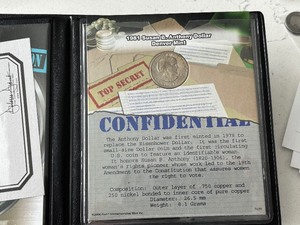 1981 Susan B. Anthony Dollar
Denver Mint
TOP SECRET
CONFIDENTIAL
The Anthony Dollar was first minted in 1979 to
replace the Eisenhower Dollar. It was the first
small-size Dollar coin and the first circulating
U.S. coin to feature an identifiable woman.
It honors Susan B. Anthony (1820-1906), the
women's rights pioneer whose work led to the 19th
Amendment to the Constitution that assures women
the right to vote.
Composition: Outer layers of .750 copper and
.250 nickel bonded to inner core of pure copper
Diameter: 26.5 mm
Weight: 8.1 Grams